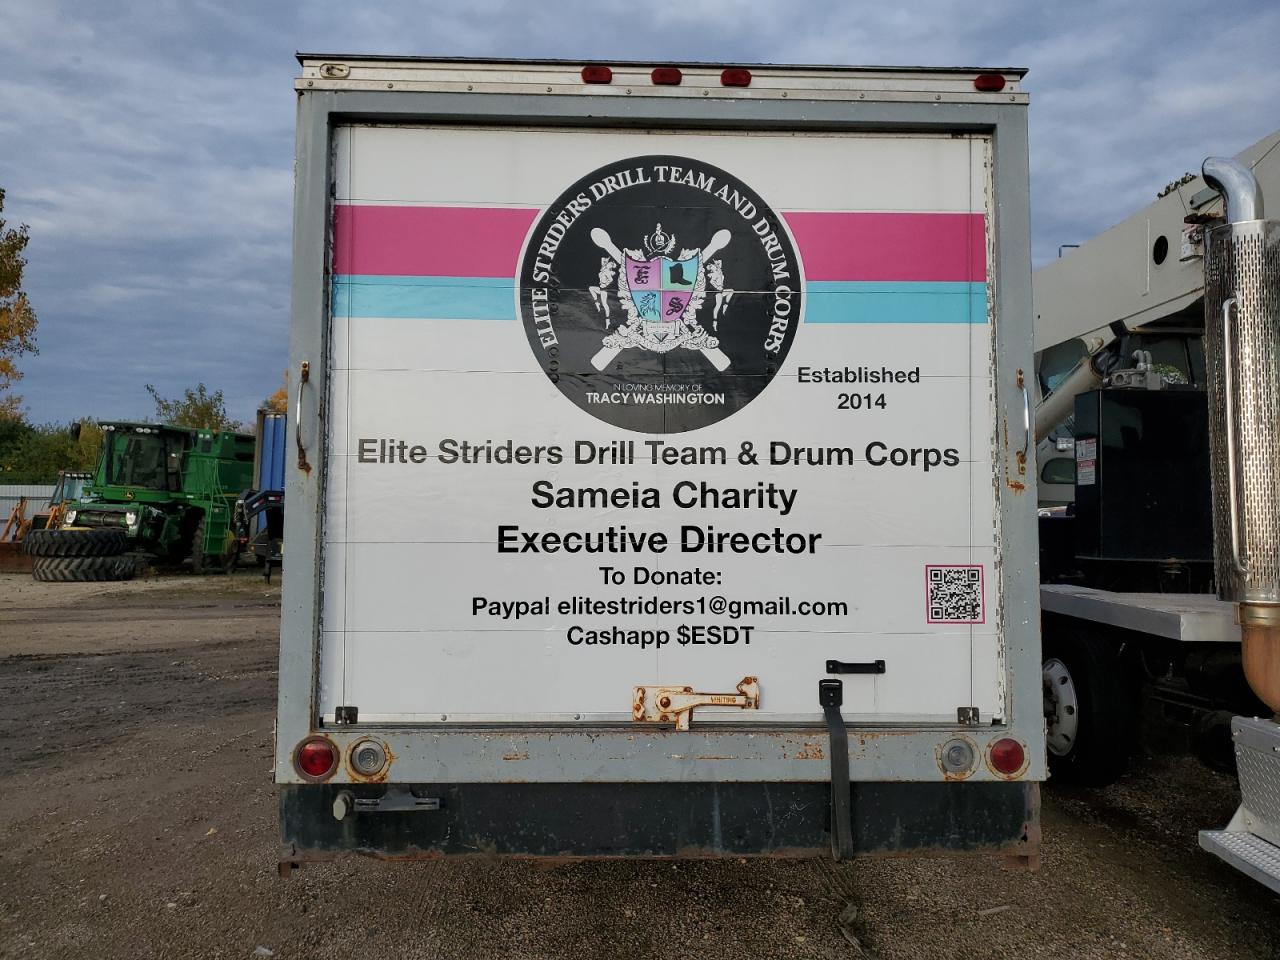 ELITE STRIDERS DRILL TEAM AND DRUM CORPS
E
S
IN LOVING MEMORY OF
TRACY WASHINGTON
Established
2014
Elite Striders Drill Team & Drum Corps
Sameia Charity
Executive Director
To Donate:
Paypal elitestriders1@gmail.com
Cashapp $ESDT
WHITING